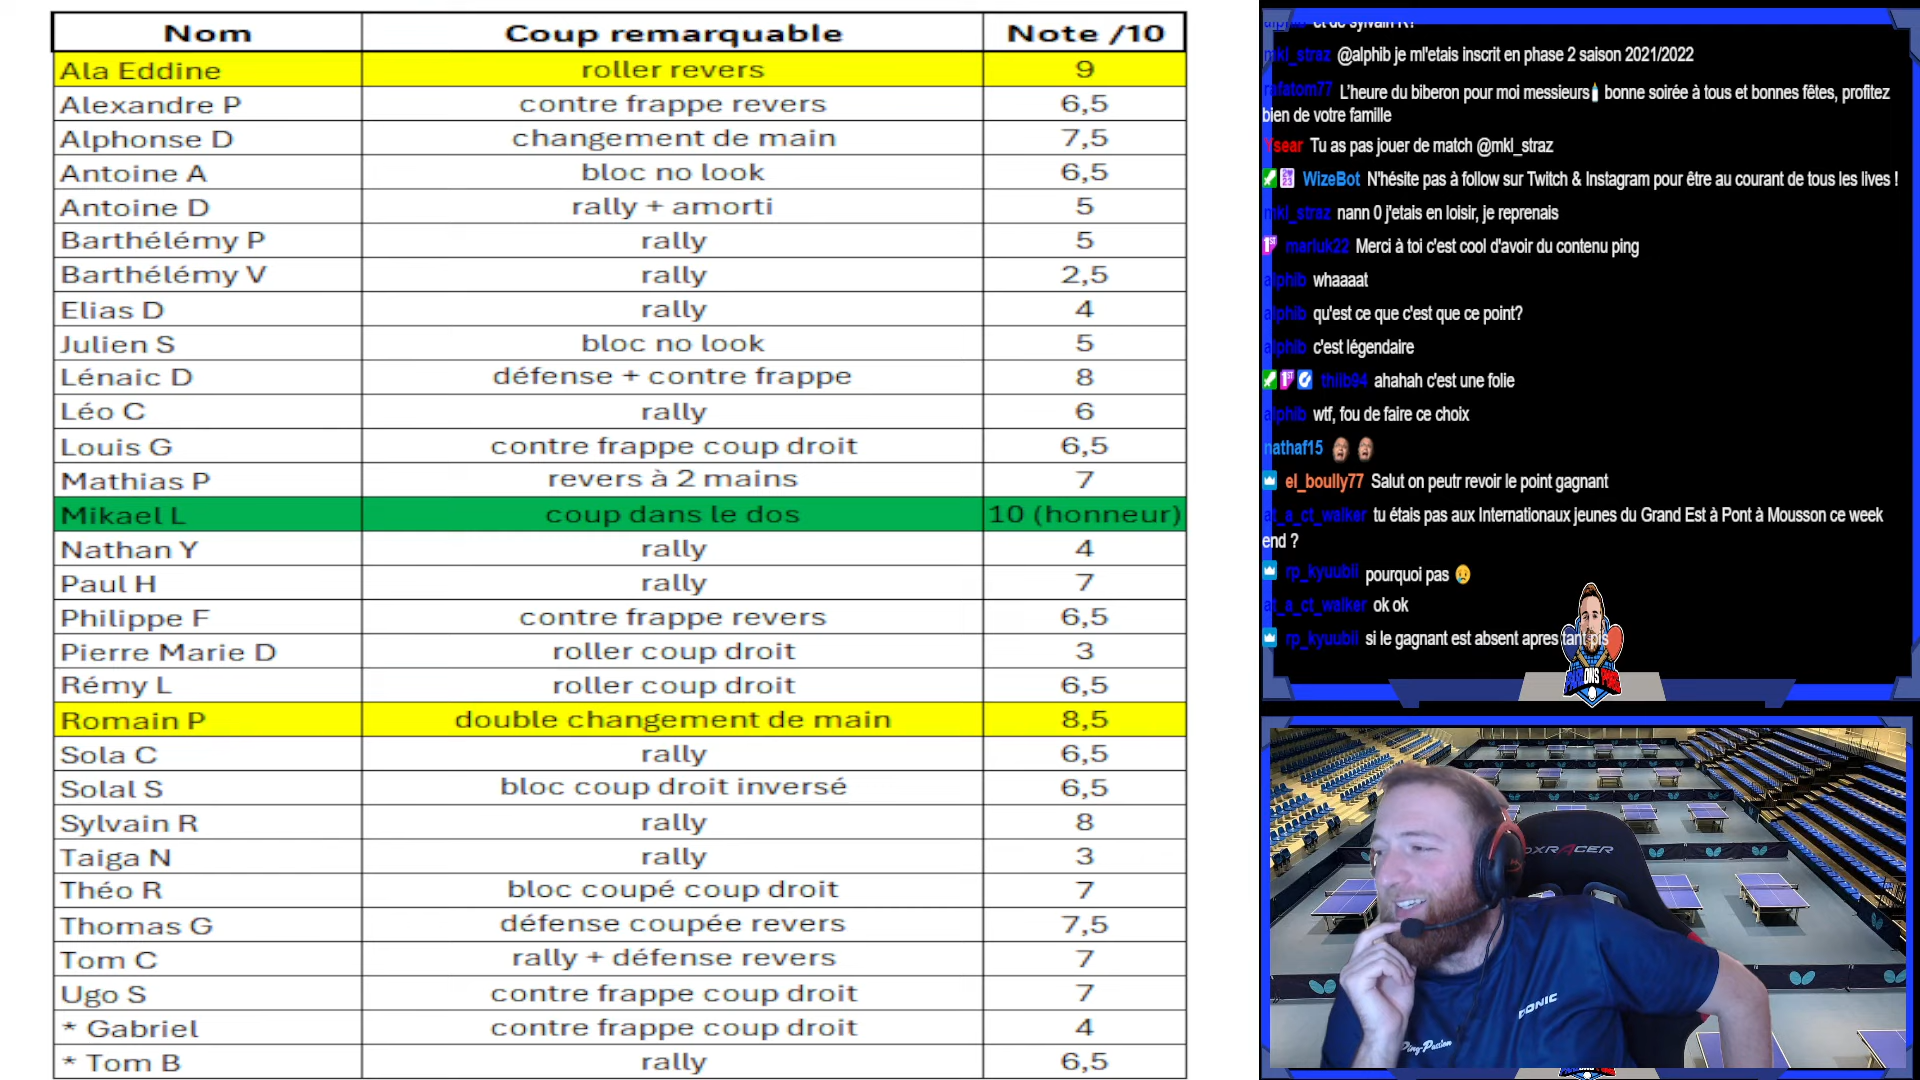 Nom Coup remarquable Note /10
Ala Eddine roller revers 9
Alexandre P contre frappe revers 6,5
Alphonse D changement de main 7,5
Antoine A bloc no look 6,5
Antoine D rally + amorti 5
Barthélémy P rally 5
Barthélémy V rally 2,5
Elias D rally 4
Julien S bloc no look 5
Lénaic D défense + contre frappe 8
Léo C rally 6
Louis G contre frappe coup droit 6,5
Mathias P revers à 2 mains 7
Mikael L coup dans le dos 10 (honneur)
Nathan Y rally 4
Paul H rally 7
Philippe F contre frappe revers 6,5
Pierre Marie D roller coup droit 3
Rémy L roller coup droit 6,5
Romain P double changement de main 8,5
Sola C rally 6,5
Solal S bloc coup droit inversé 6,5
Sylvain R rally 8
Taiga N rally 3
Théo R bloc coupé coup droit 7
Thomas G défense coupée revers 7,5
Tom C rally + défense revers 7
Ugo S contre frappe coup droit 7
* Gabriel contre frappe coup droit 4
* Tom B rally 6,5
alphib et de sylvain R!
mkl_straz @alphib je ml'etais inscrit en phase 2 saison 2021/2022
rafatom77 L'heure du biberon pour moi messieurs bonne soirée à tous et bonnes fêtes, profitez
bien de votre famille
Ysear Tu as pas jouer de match @mkl_straz
WizeBot N'hésite pas à follow sur Twitch & Instagram pour être au courant de tous les lives !
mkl_straz nann 0 j'etais en loisir, je reprenais
1ST marluk22 Merci à toi c'est cool d'avoir du contenu ping
alphib whaaaat
alphib qu'est ce que c'est que ce point?
alphib c'est légendaire
1ST thiib94 ahahah c'est une folie
alphib wtf, fou de faire ce choix
nathaf15
el_boully77 Salut on peutr revoir le point gagnant
at_a_ct_walker tu étais pas aux Internationaux jeunes du Grand Est à Pont à Mousson ce week
end ?
rp_kyuubii pourquoi pas 😢
at_a_ct_walker ok ok
rp_kyuubii si le gagnant est absent apres tant pis
PARLONS PING
DXRACER
DONIC
Ping-Passion